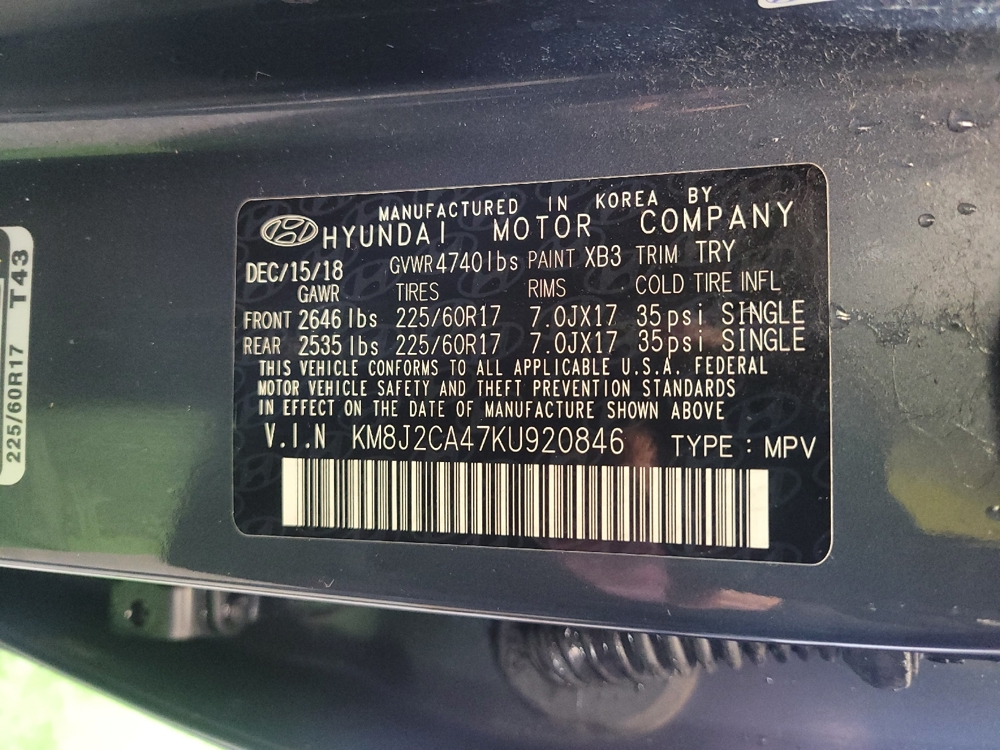 MANUFACTURED IN KOREA BY
HYUNDAI MOTOR COMPANY
DEC/15/18 GVWR 4740lbs PAINT XB3 TRIM TRY
GAWR TIRES RIMS COLD TIRE INFL
FRONT 2646 lbs 225/60R17 7.0JX17 35psi SINGLE
REAR 2535 lbs 225/60R17 7.0JX17 35psi SINGLE
THIS VEHICLE CONFORMS TO ALL APPLICABLE U.S.A. FEDERAL
MOTOR VEHICLE SAFETY AND THEFT PREVENTION STANDARDS
IN EFFECT ON THE DATE OF MANUFACTURE SHOWN ABOVE
V.I.N KM8J2CA47KU920846 TYPE : MPV
225/60R17 T43